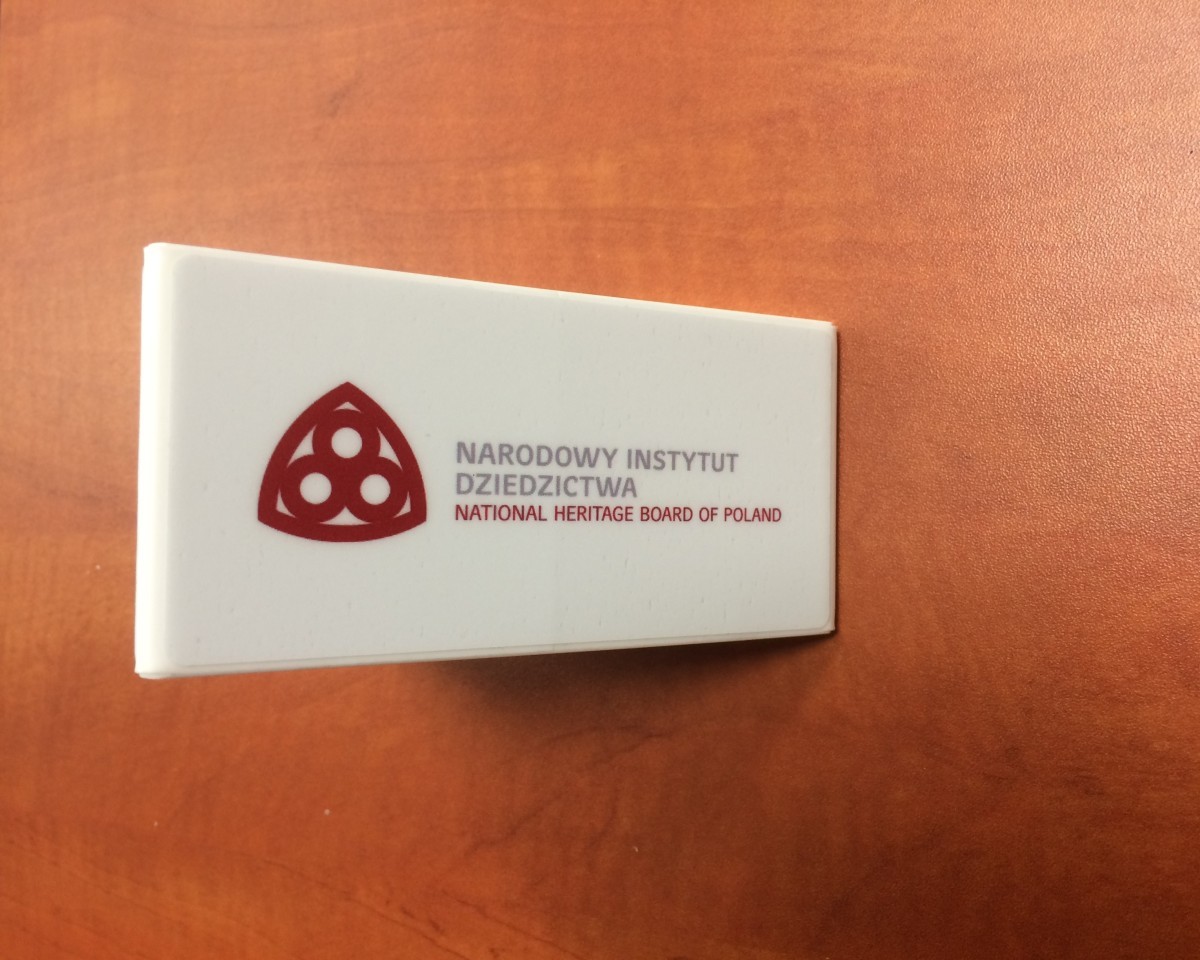 NARODOWY INSTYTUT
DZIEDZICTWA
NATIONAL HERITAGE BOARD OF POLAND